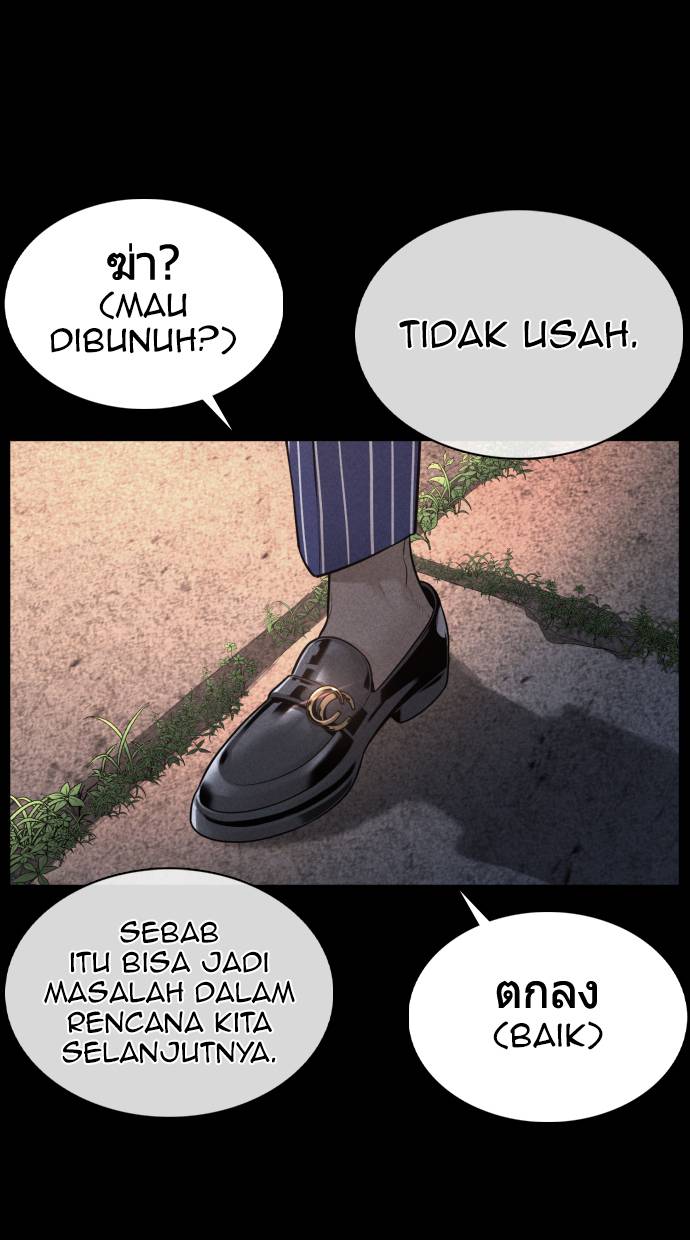 ฆ่า?
(MAU
DIBUNUH?)
TIDAK USAH.
SEBAB
ITU BISA JADI
MASALAH DALAM
RENCANA KITA
SELANJUTNYA.
ตกลง
(BAIK)